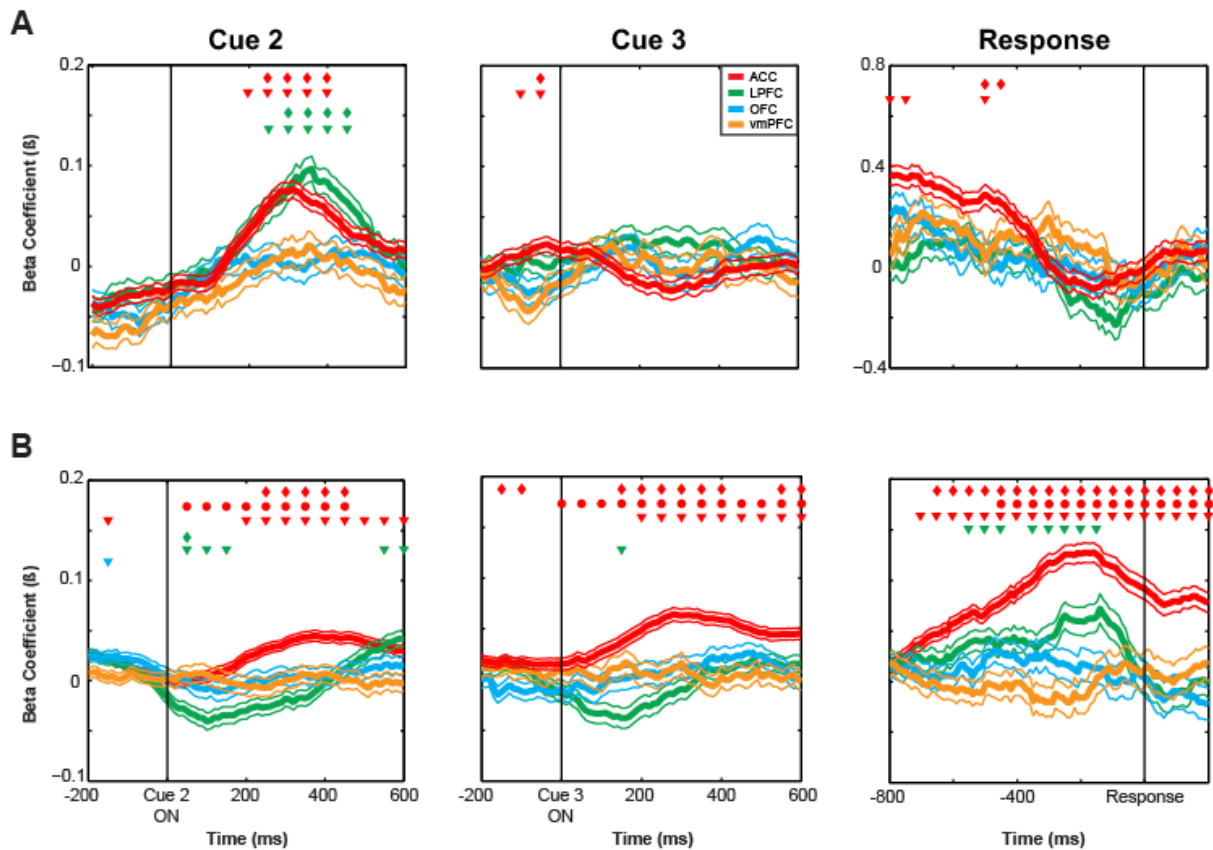 A
Cue 2 Cue 3 Response
0.2 0.8
ACC
LPFC
OFC
vmPFC
0.1 0.4
0 0
−0.1 −0.4
Beta Coefficient (ß)
B
0.2
0.1
0
−0.1
Beta Coefficient (ß)
-200 Cue 2 ON 200 400 600 -200 Cue 3 ON 200 400 600 -800 -400 Response
Time (ms) Time (ms) Time (ms)